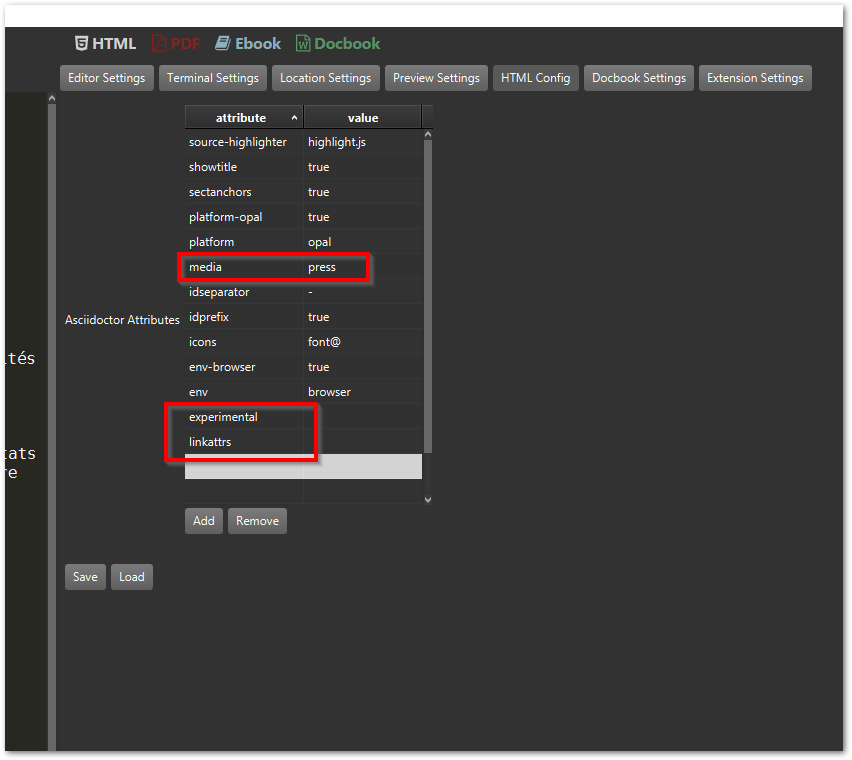 HTML PDF Ebook Docbook
Editor Settings Terminal Settings Location Settings Preview Settings HTML Config Docbook Settings Extension Settings
attribute value
source-highlighter highlight.js
showtitle true
sectanchors true
platform-opal true
platform opal
media press
idseparator -
Asciidoctor Attributes
idprefix true
icons font@
env-browser true
env browser
experimental
linkattrs
Add Remove
Save Load
tés
ats
re